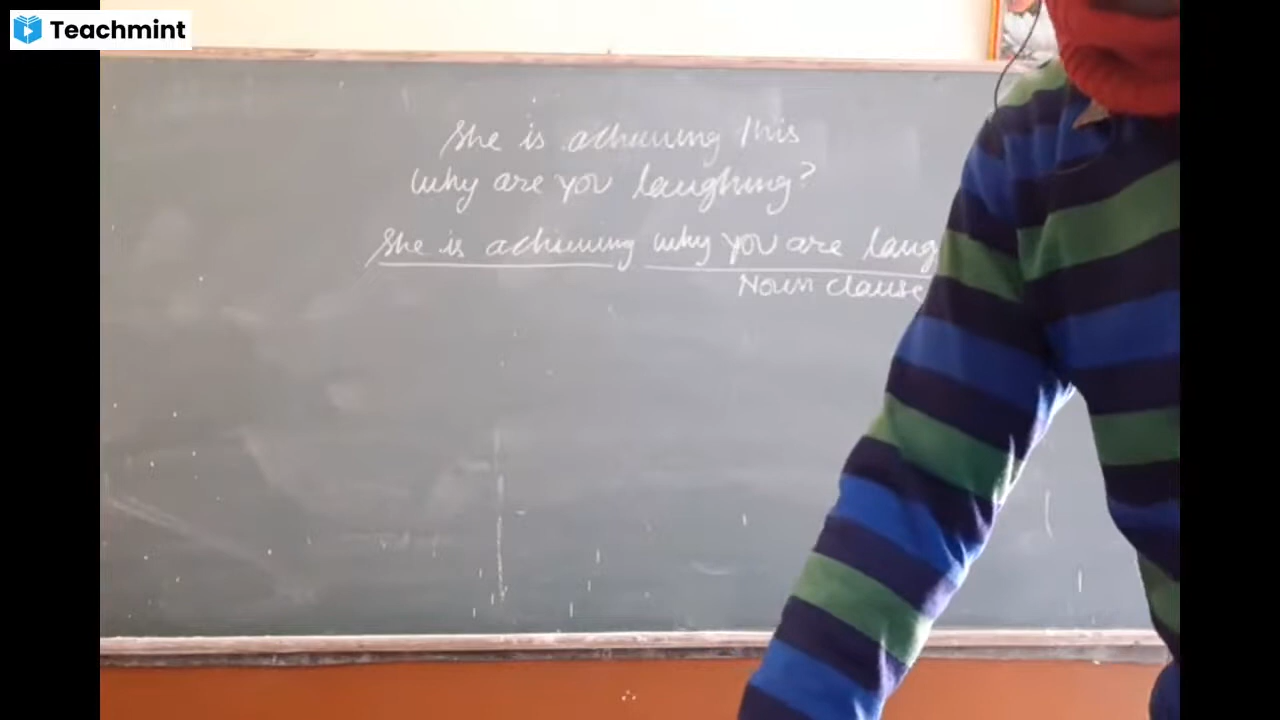 Teachmint
She is achieving this
Why are you laughing?
She is achieving why you are laug
Noun clause